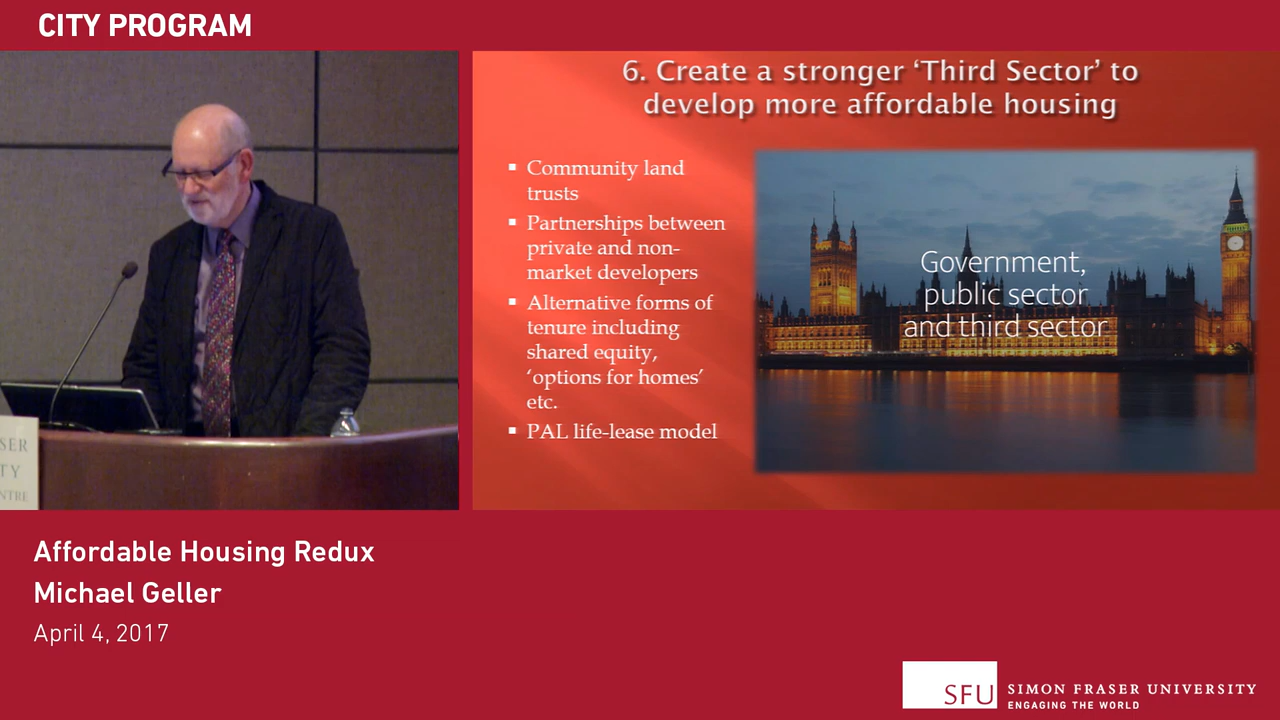 CITY PROGRAM
6. Create a stronger ‘Third Sector’ to
develop more affordable housing
▪ Community land
trusts
▪ Partnerships between
private and non-
market developers
▪ Alternative forms of
tenure including
shared equity,
‘options for homes’
etc.
▪ PAL life-lease model
Government,
public sector
and third sector
SER
TY
NTRE
Affordable Housing Redux
Michael Geller
April 4, 2017
SFU
SIMON FRASER UNIVERSITY
ENGAGING THE WORLD